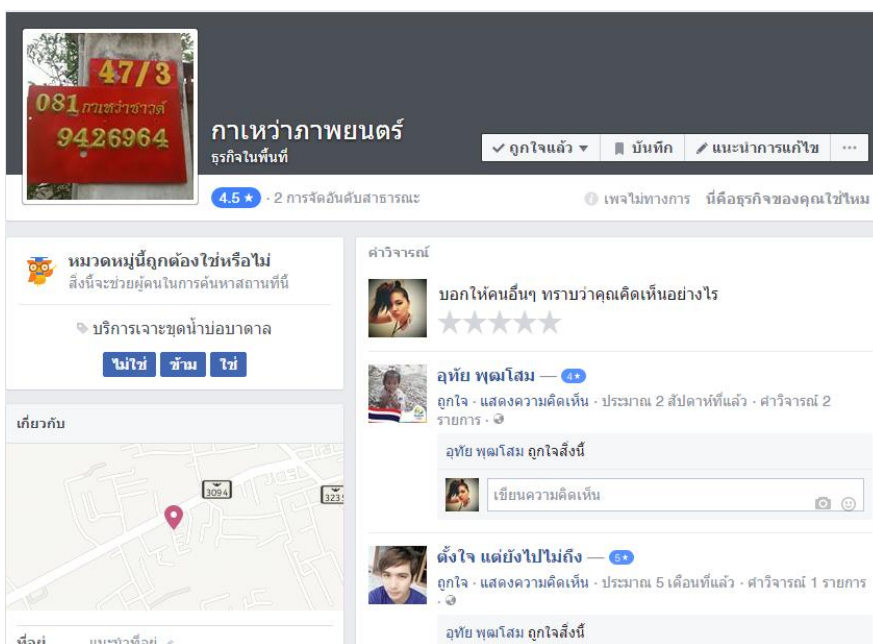 47/3
081 กาเหว่าซาวด์
9426964
กาเหว่าภาพยนตร์
ธุรกิจในพื้นที่
ถูกใจแล้ว
บันทึก
แนะนำการแก้ไข
4.5 ★ · 2 การจัดอันดับสาธารณะ
เพจไม่ทางการ นี่คือธุรกิจของคุณใช่ไหม
หมวดหมู่นี้ถูกต้องใช่หรือไม่
สิ่งนี้จะช่วยผู้คนในการค้นหาสถานที่นี้
บริการเจาะขุดน้ำบ่อบาดาล
ไม่ใช่ ข้าม ใช่
เกี่ยวกับ
3094
323
ที่อยู่ แนะนำที่อยู่
คำวิจารณ์
บอกให้คนอื่นๆ ทราบว่าคุณคิดเห็นอย่างไร
อุทัย พุฒโสม — 4★
ถูกใจ · แสดงความคิดเห็น · ประมาณ 2 สัปดาห์ที่แล้ว · คำวิจารณ์ 2
รายการ ·
อุทัย พุฒโสม ถูกใจสิ่งนี้
เขียนความคิดเห็น
ตั้งใจ แต่ยังไปไม่ถึง — 5★
ถูกใจ · แสดงความคิดเห็น · ประมาณ 5 เดือนที่แล้ว · คำวิจารณ์ 1 รายการ
อุทัย พุฒโสม ถูกใจสิ่งนี้